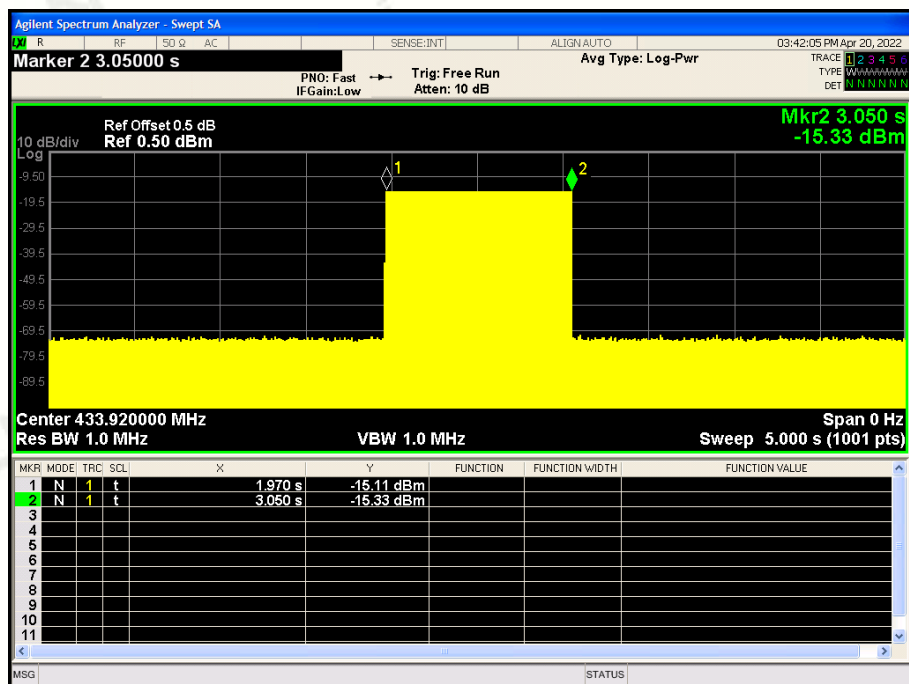 Agilent Spectrum Analyzer - Swept SA
LXI R RF 50 Ω AC SENSE:INT ALIGN AUTO 03:42:05 PM Apr 20, 2022
Marker 2 3.05000 s
PNO: Fast
IFGain:Low
Trig: Free Run
Atten: 10 dB
Avg Type: Log-Pwr
TRACE 1 2 3 4 5 6
TYPE WWWWWW
DET N N N N N N
Ref Offset 0.5 dB
10 dB/div Ref 0.50 dBm
Log
Mkr2 3.050 s
-15.33 dBm
1
2
-9.50
-19.5
-29.5
-39.5
-49.5
-59.5
-69.5
-79.5
-89.5
Center 433.920000 MHz Span 0 Hz
Res BW 1.0 MHz VBW 1.0 MHz Sweep 5.000 s (1001 pts)
MKR MODE TRC SCL X Y FUNCTION FUNCTION WIDTH FUNCTION VALUE
1 N 1 t 1.970 s -15.11 dBm
2 N 1 t 3.050 s -15.33 dBm
3
4
5
6
7
8
9
10
11
MSG STATUS